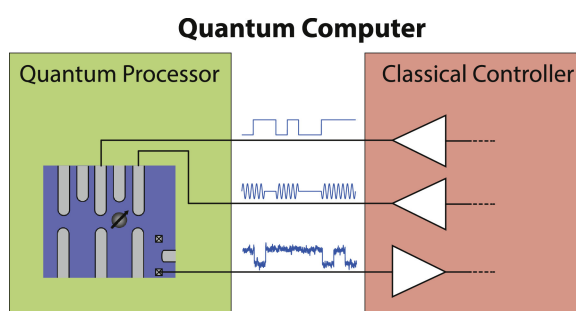 Quantum Computer
Quantum Processor
Classical Controller